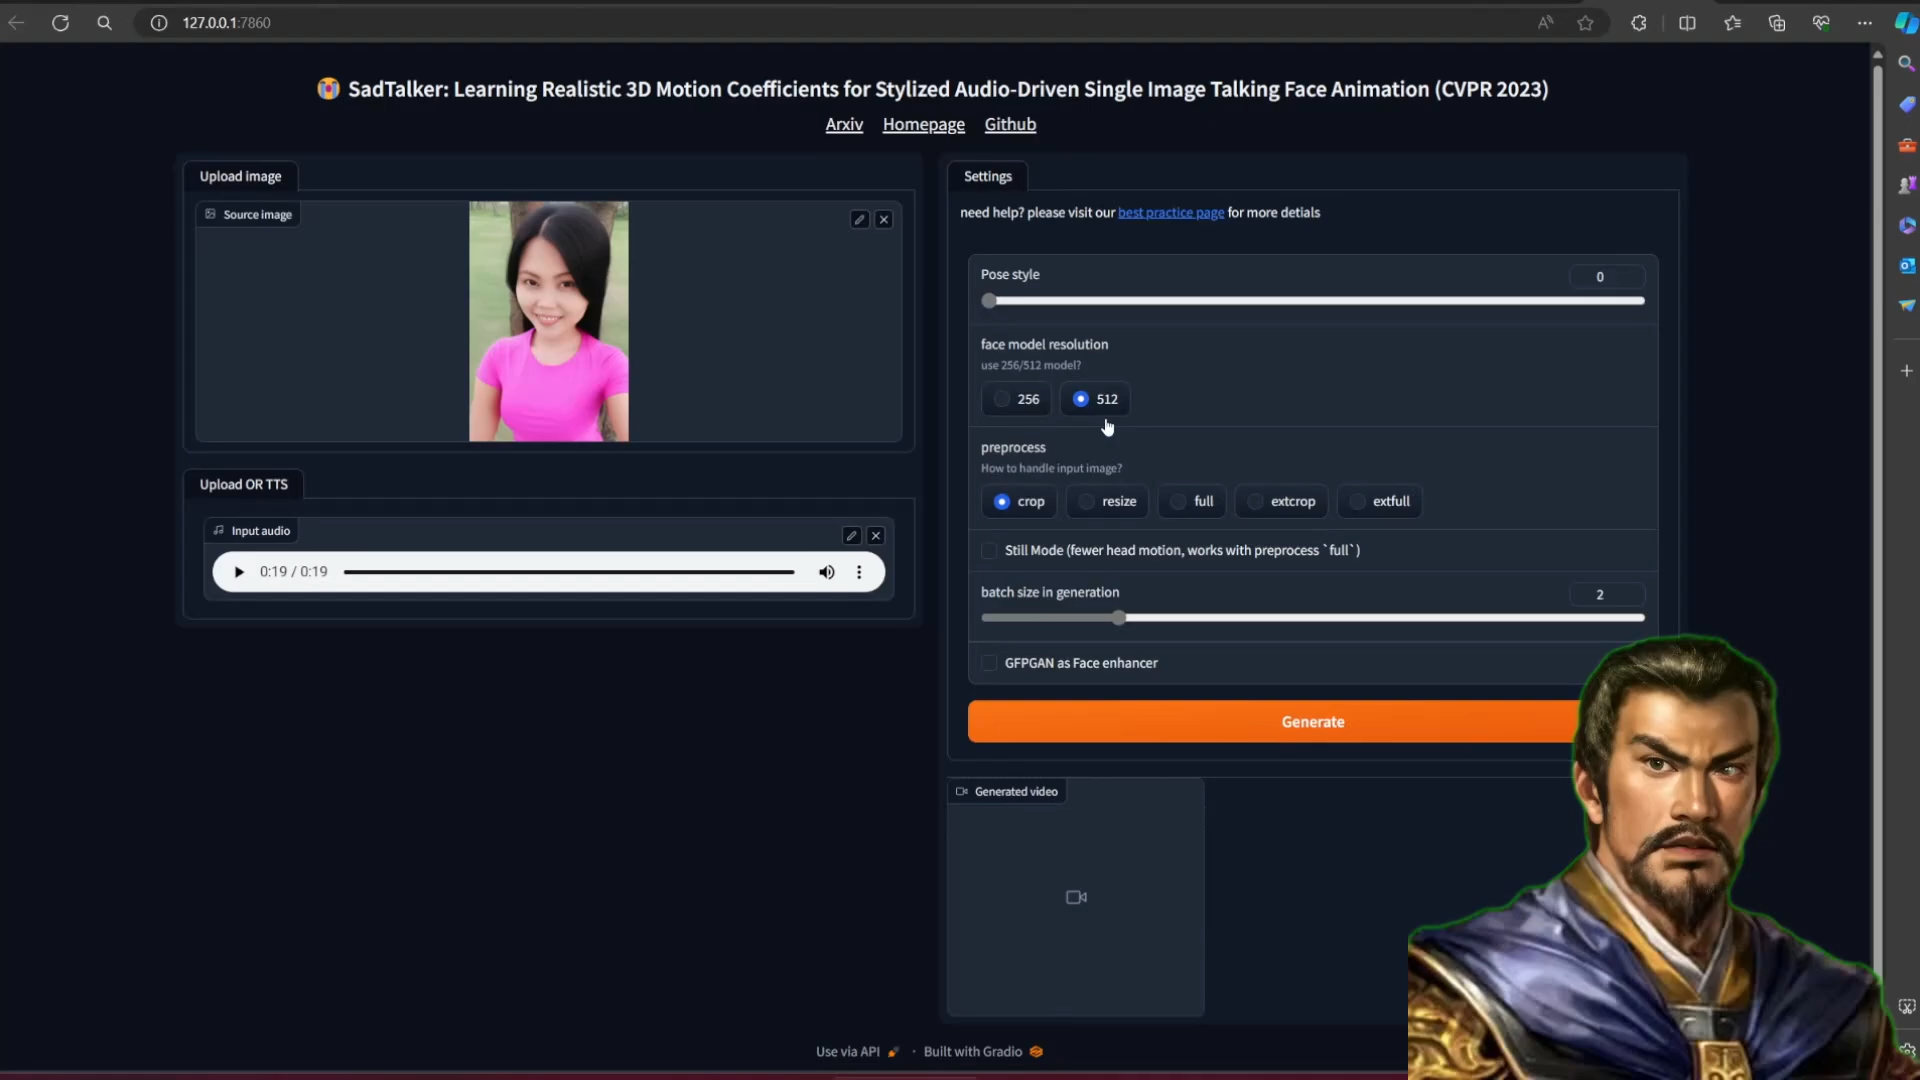 127.0.0.1:7860
SadTalker: Learning Realistic 3D Motion Coefficients for Stylized Audio-Driven Single Image Talking Face Animation (CVPR 2023)
Arxiv Homepage Github
Upload image
Source image
Upload OR TTS
Input audio
0:19 / 0:19
Settings
need help? please visit our best practice page for more detials
Pose style
0
face model resolution
use 256/512 model?
256
512
preprocess
How to handle input image?
crop
resize
full
extcrop
extfull
Still Mode (fewer head motion, works with preprocess `full`)
batch size in generation
2
GFPGAN as Face enhancer
Generate
Generated video
Use via API · Built with Gradio